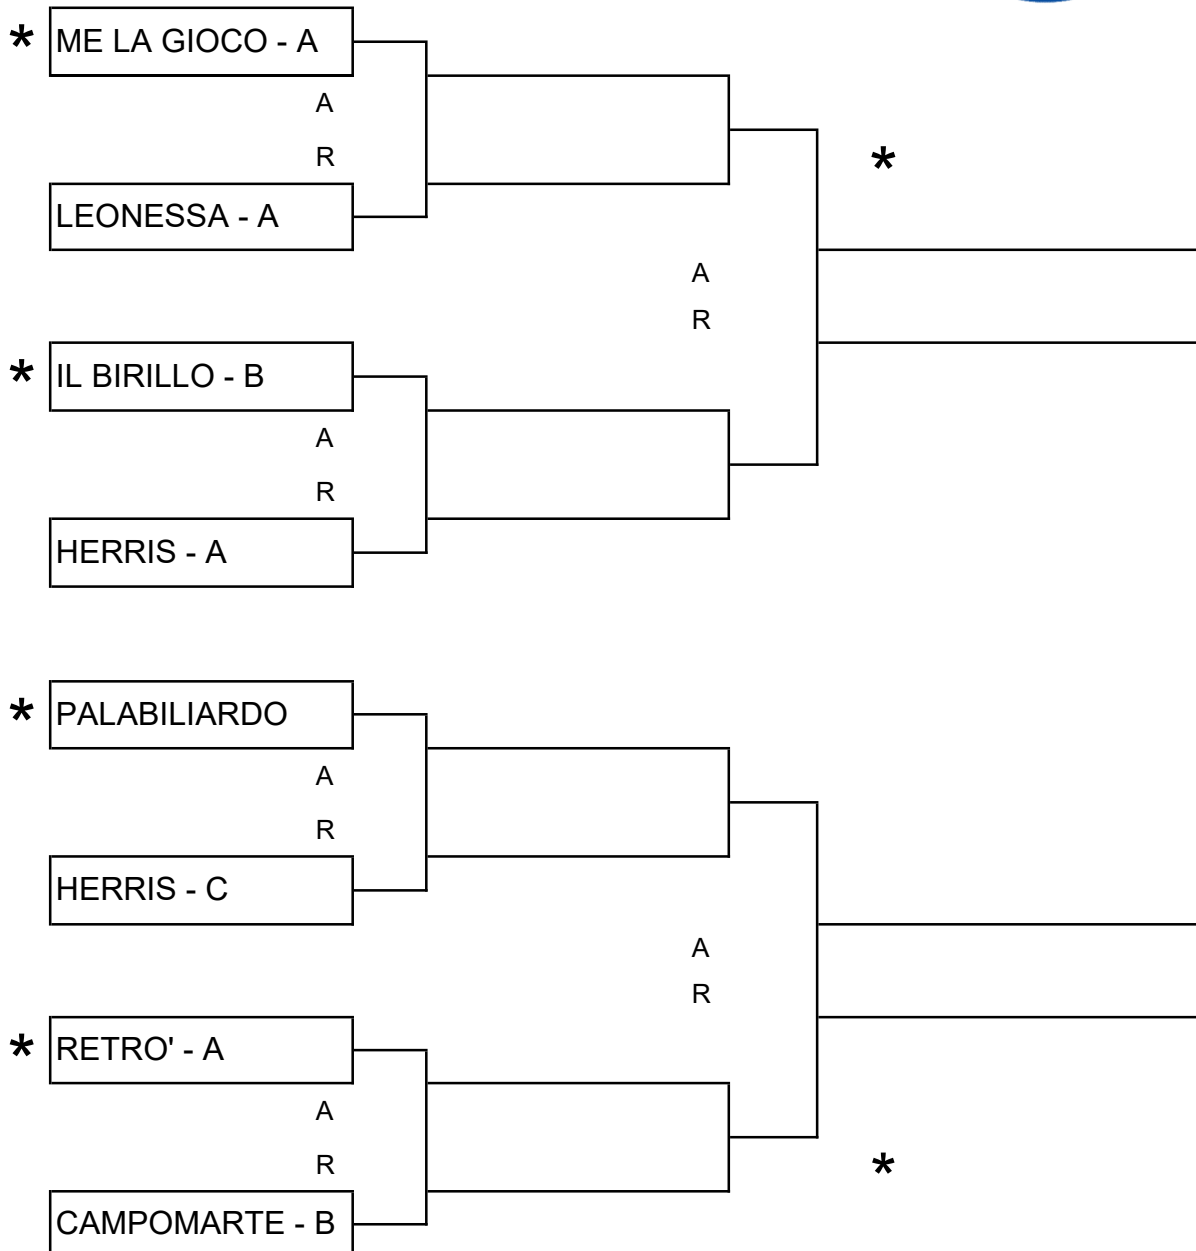 * ME LA GIOCO - A
A
*
R
LEONESSA - A
A
R
* IL BIRILLO - B
A
R
HERRIS - A
* PALABILIARDO
A
R
HERRIS - C
A
R
* RETRO' - A
A
R
*
CAMPOMARTE - B